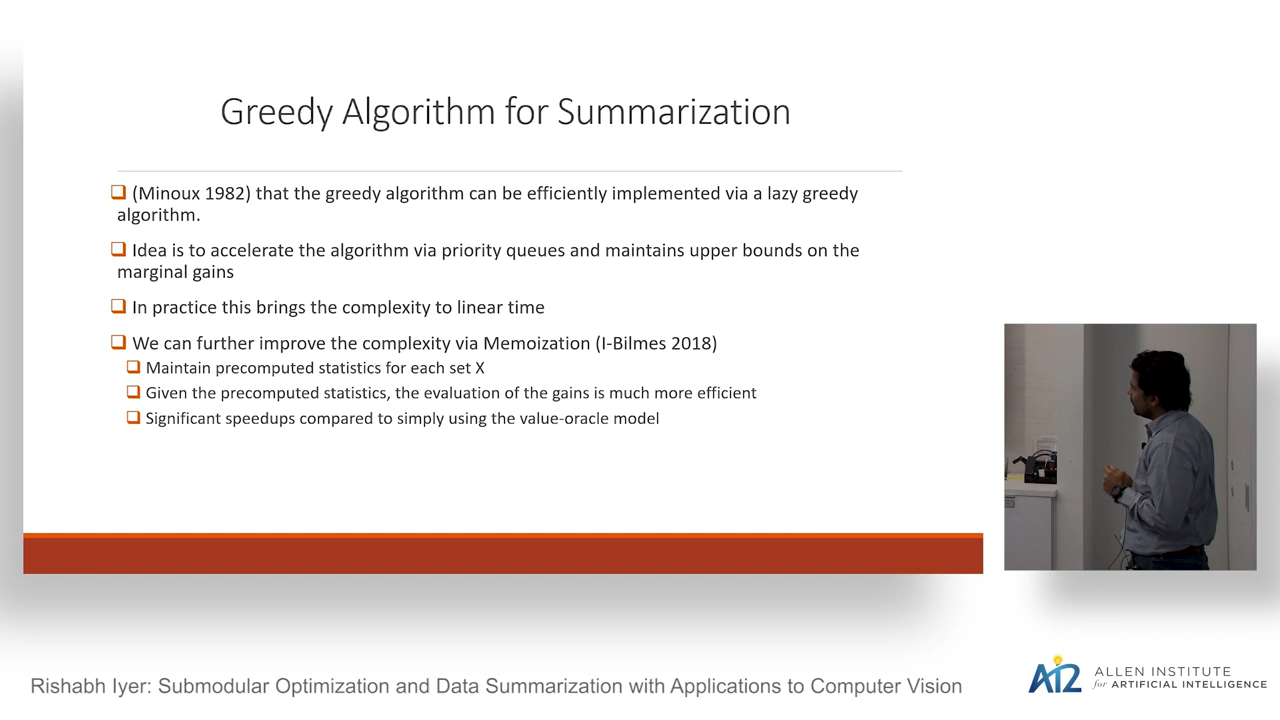 Greedy Algorithm for Summarization
(Minoux 1982) that the greedy algorithm can be efficiently implemented via a lazy greedy
algorithm.
Idea is to accelerate the algorithm via priority queues and maintains upper bounds on the
marginal gains
In practice this brings the complexity to linear time
We can further improve the complexity via Memoization (I-Bilmes 2018)
Maintain precomputed statistics for each set X
Given the precomputed statistics, the evaluation of the gains is much more efficient
Significant speedups compared to simply using the value-oracle model
Rishabh Iyer: Submodular Optimization and Data Summarization with Applications to Computer Vision
AI2
ALLEN INSTITUTE
for ARTIFICIAL INTELLIGENCE